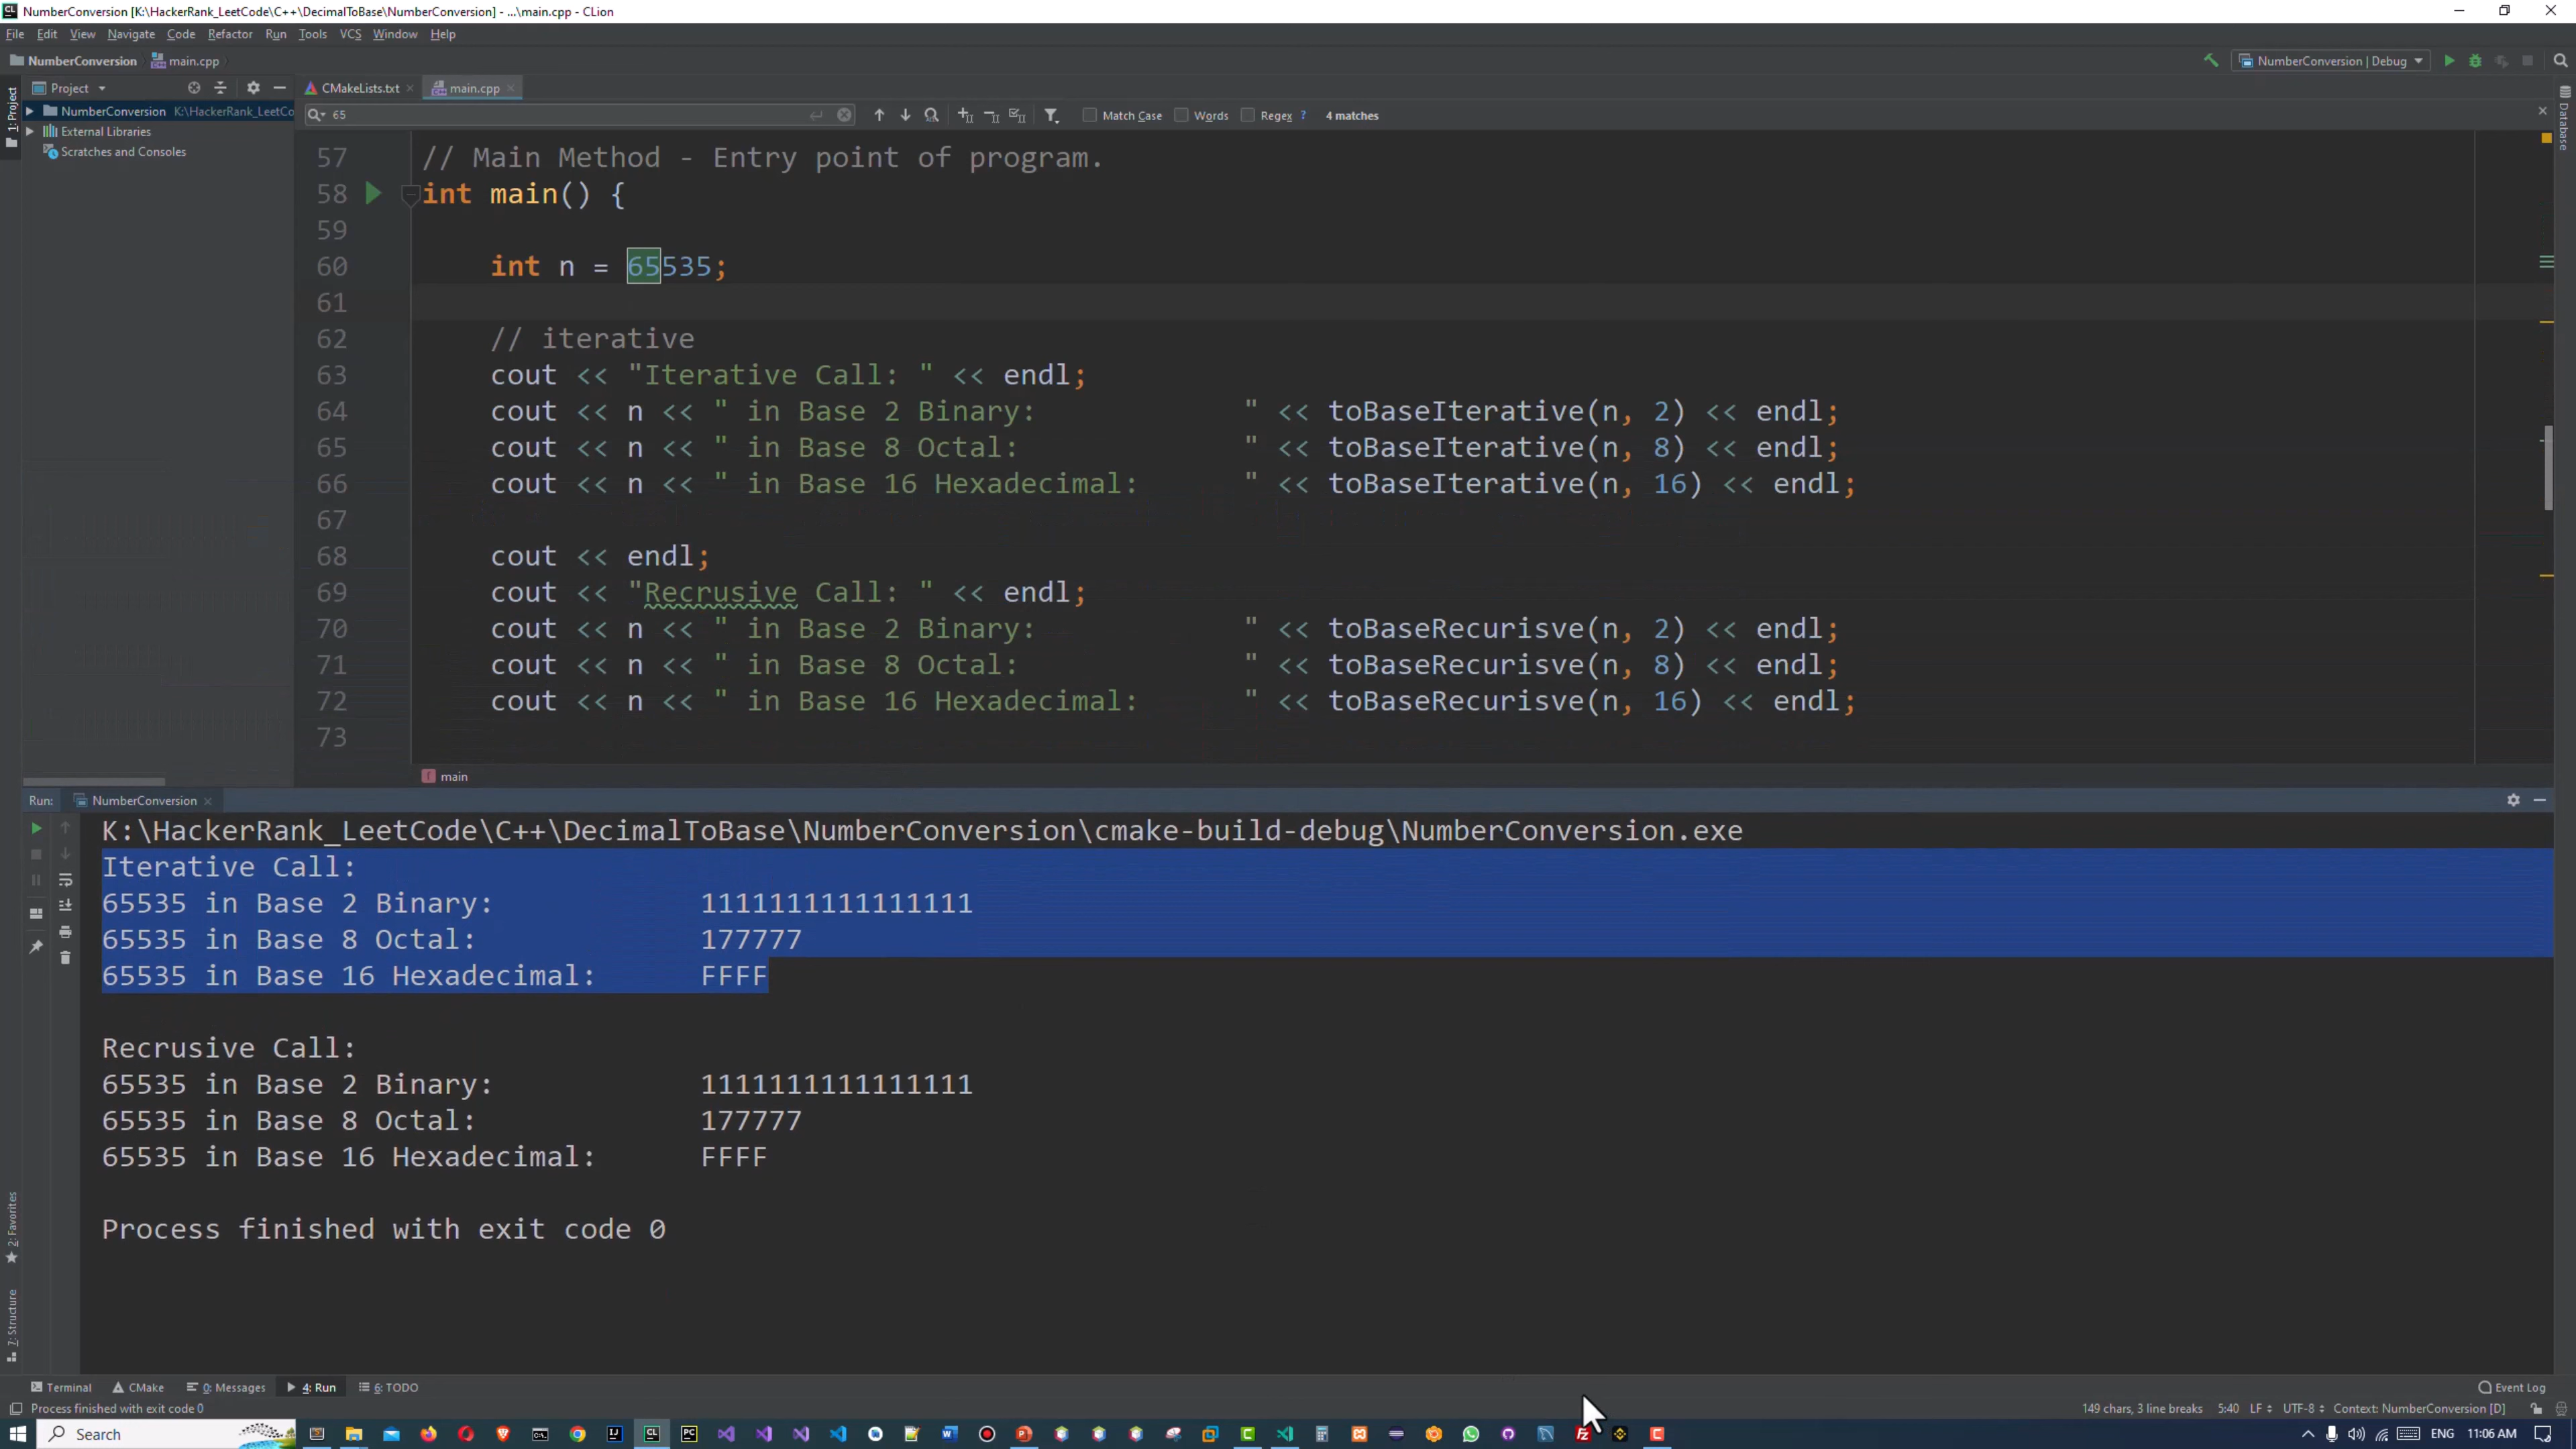 NumberConversion [K:\HackerRank_LeetCode\C++\DecimalToBase\NumberConversion] - ...\main.cpp - CLion
File Edit View Navigate Code Refactor Run Tools VCS Window Help
NumberConversion main.cpp
NumberConversion | Debug
Project
CMakeLists.txt main.cpp
1: Project
Database
NumberConversion K:\HackerRank_LeetCo
External Libraries
Scratches and Consoles
65
Match Case Words Regex ? 4 matches
57 // Main Method - Entry point of program.
58 int main() {
59
60 int n = 65535;
61
62 // iterative
63 cout << "Iterative Call: " << endl;
64 cout << n << " in Base 2 Binary: " << toBaseIterative(n, 2) << endl;
65 cout << n << " in Base 8 Octal: " << toBaseIterative(n, 8) << endl;
66 cout << n << " in Base 16 Hexadecimal: " << toBaseIterative(n, 16) << endl;
67
68 cout << endl;
69 cout << "Recrusive Call: " << endl;
70 cout << n << " in Base 2 Binary: " << toBaseRecurisve(n, 2) << endl;
71 cout << n << " in Base 8 Octal: " << toBaseRecurisve(n, 8) << endl;
72 cout << n << " in Base 16 Hexadecimal: " << toBaseRecurisve(n, 16) << endl;
73
main
Run: NumberConversion
K:\HackerRank_LeetCode\C++\DecimalToBase\NumberConversion\cmake-build-debug\NumberConversion.exe
Iterative Call:
65535 in Base 2 Binary: 1111111111111111
65535 in Base 8 Octal: 177777
65535 in Base 16 Hexadecimal: FFFF
Recrusive Call:
65535 in Base 2 Binary: 1111111111111111
65535 in Base 8 Octal: 177777
65535 in Base 16 Hexadecimal: FFFF
Process finished with exit code 0
2: Favorites
7: Structure
Terminal CMake 0: Messages 4: Run 6: TODO
Event Log
Process finished with exit code 0
149 chars, 3 line breaks 5:40 LF UTF-8 Context: NumberConversion [D]
Search
ENG 11:06 AM